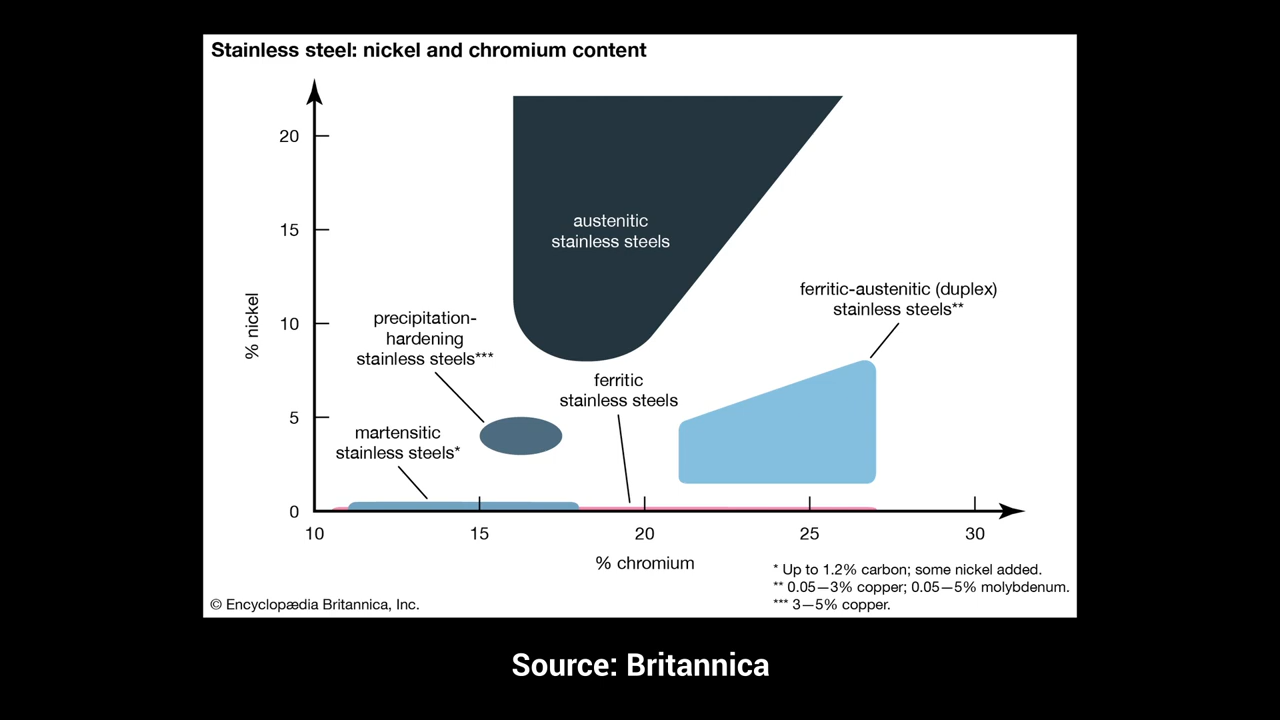 Stainless steel: nickel and chromium content
20
15
10
5
0
% nickel
austenitic
stainless steels
ferritic-austenitic (duplex)
stainless steels**
precipitation-
hardening
stainless steels***
ferritic
stainless steels
martensitic
stainless steels*
10
15
20
25
30
% chromium
* Up to 1.2% carbon; some nickel added.
** 0.05—3% copper; 0.05—5% molybdenum.
*** 3—5% copper.
© Encyclopædia Britannica, Inc.
Source: Britannica